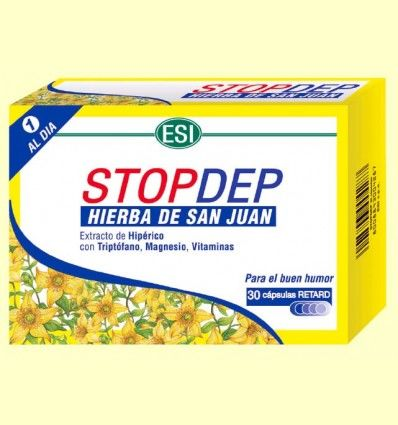 1
AL DIA
ESI
STOPDEP
HIERBA DE SAN JUAN
Extracto de Hipérico
con Triptófano, Magnesio, Vitaminas
Para el buen humor
30 cápsulas RETARD